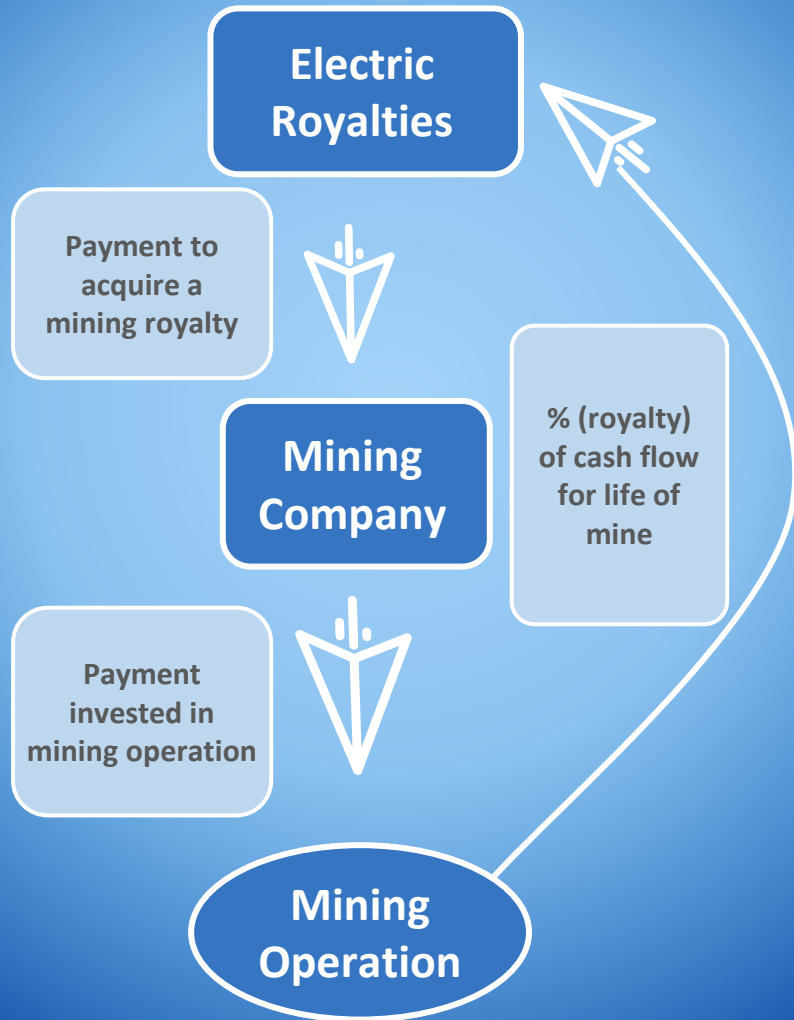 Electric
Royalties
Payment to
acquire a
mining royalty
% (royalty)
of cash flow
for life of
mine
Mining
Company
Payment
invested in
mining operation
Mining
Operation